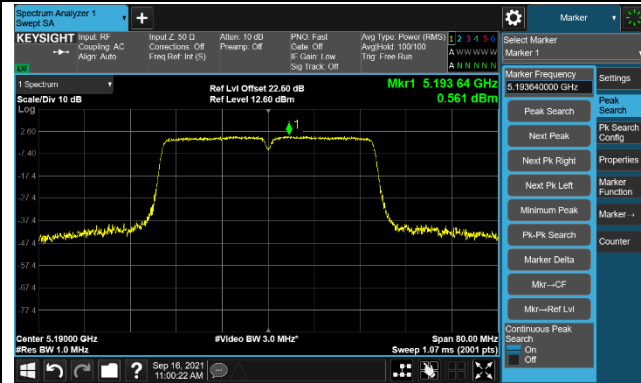 Spectrum Analyzer 1
Swept SA
Marker
KEYSIGHT
Input: RF
Coupling: AC
Align: Auto
Input Z: 50 Ω
Corrections: Off
Freq Ref: Int (S)
Atten: 10 dB
Preamp: Off
PNO: Fast
Gate: Off
IF Gain: Low
Sig Track: Off
Avg Type: Power (RMS)
Avg|Hold: 100/100
Trig: Free Run
1 2 3 4 5 6
A W W W W W
A N N N N N
LXI
Select Marker
Marker 1
1 Spectrum
Scale/Div 10 dB
Log
Ref Lvl Offset 22.60 dB
Ref Level 12.60 dBm
Mkr1 5.193 64 GHz
0.561 dBm
1
2.60
-7.40
-17.4
-27.4
-37.4
-47.4
-57.4
-67.4
-77.4
Center 5.19000 GHz
#Res BW 1.0 MHz
#Video BW 3.0 MHz*
Span 80.00 MHz
Sweep 1.07 ms (2001 pts)
Marker Frequency
5.193640000 GHz
Peak Search
Next Peak
Next Pk Right
Next Pk Left
Minimum Peak
Pk-Pk Search
Marker Delta
Mkr→CF
Mkr→Ref Lvl
Continuous Peak
Search
On
Off
Settings
Peak
Search
Pk Search
Config
Properties
Marker
Function
Marker→
Counter
?
Sep 16, 2021
11:00:22 AM